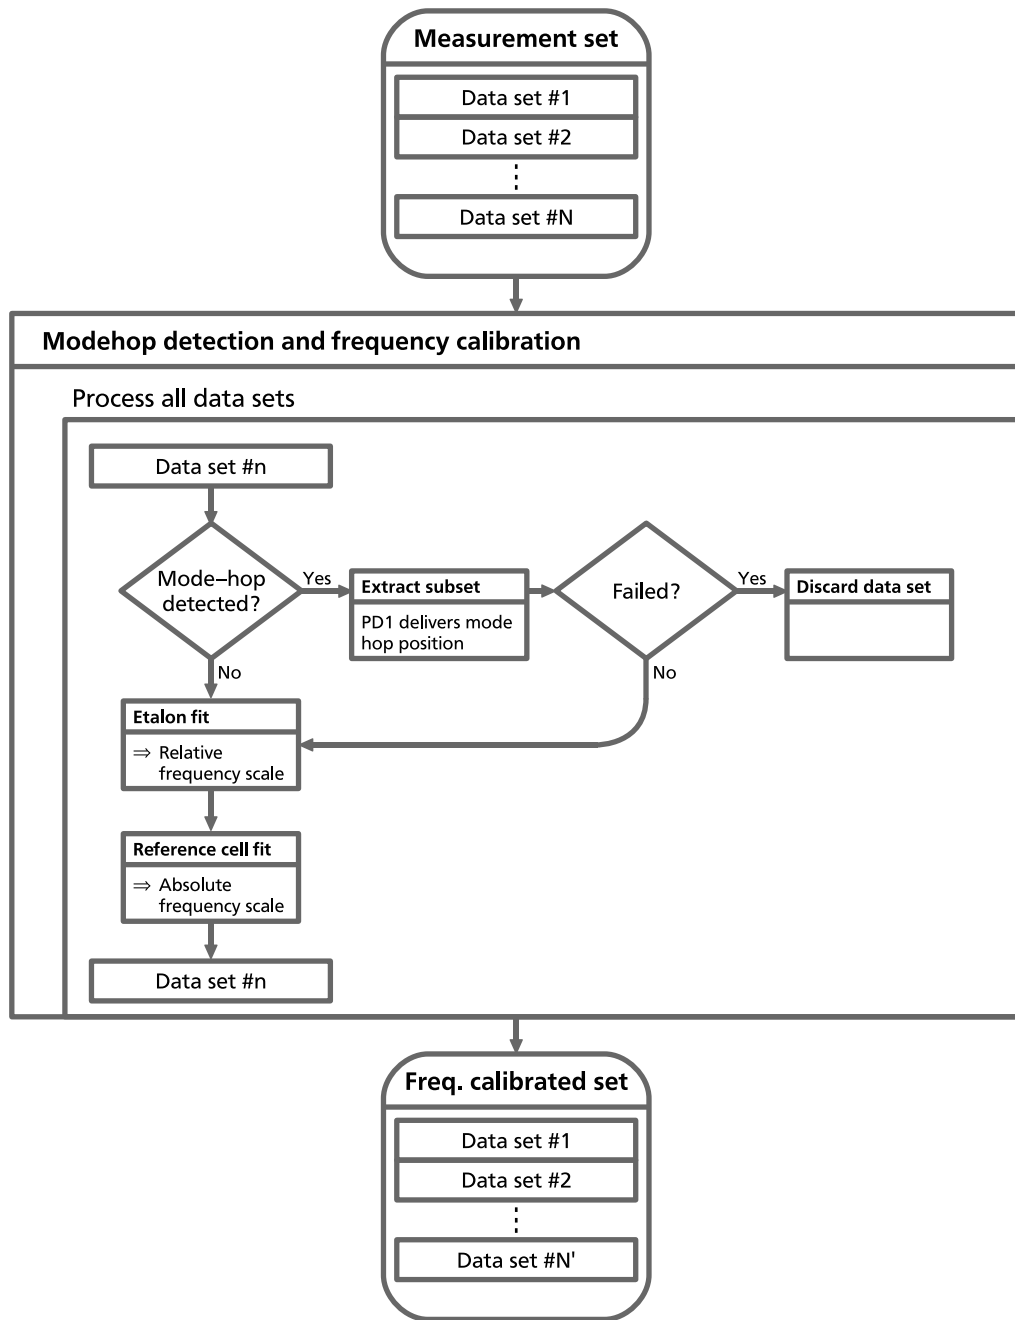 Measurement set
Data set #1
Data set #2
Data set #N
Modehop detection and frequency calibration
Process all data sets
Data set #n
Mode–hop
detected?
Yes
Extract subset
PD1 delivers mode
hop position
Failed?
Yes
Discard data set
No
No
Etalon fit
⇒ Relative
frequency scale
Reference cell fit
⇒ Absolute
frequency scale
Data set #n
Freq. calibrated set
Data set #1
Data set #2
Data set #N'